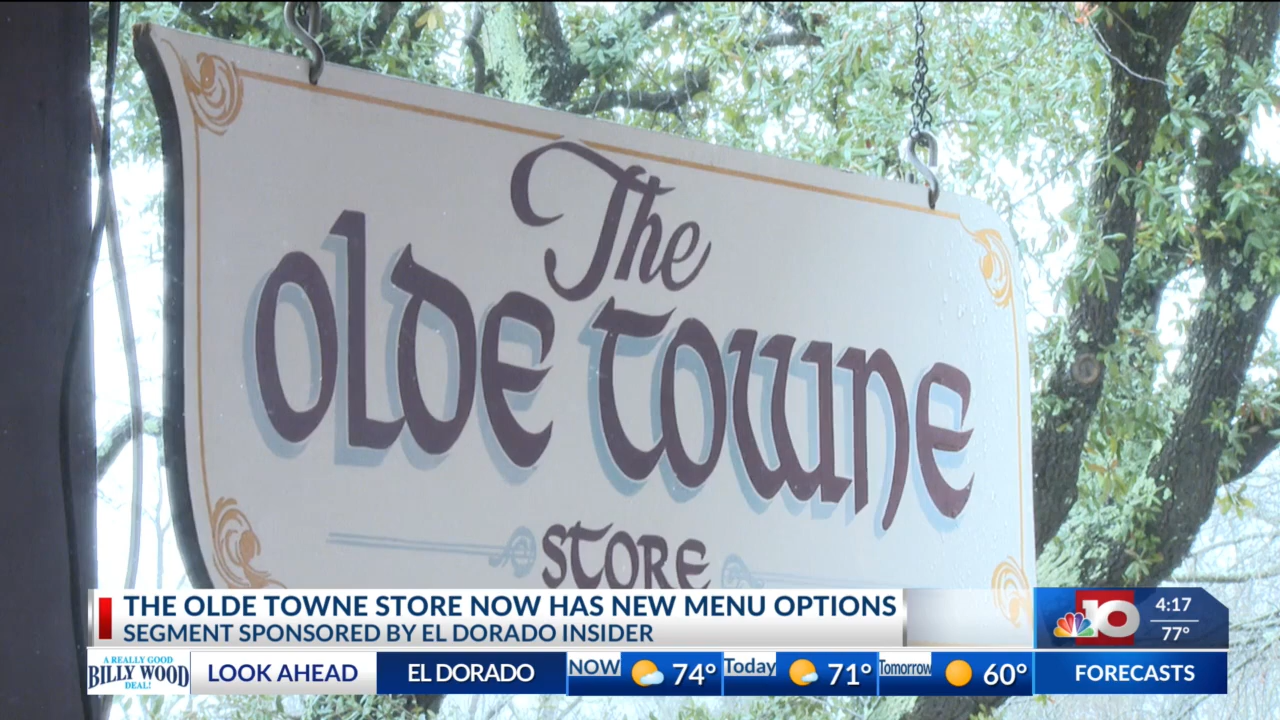 The
Olde Towne
STORE
THE OLDE TOWNE STORE NOW HAS NEW MENU OPTIONS
SEGMENT SPONSORED BY EL DORADO INSIDER
10
4:17
77°
A REALLY GOOD
BILLY WOOD
DEAL!
LOOK AHEAD
EL DORADO
NOW 74°
Today 71°
Tomorrow 60°
FORECASTS